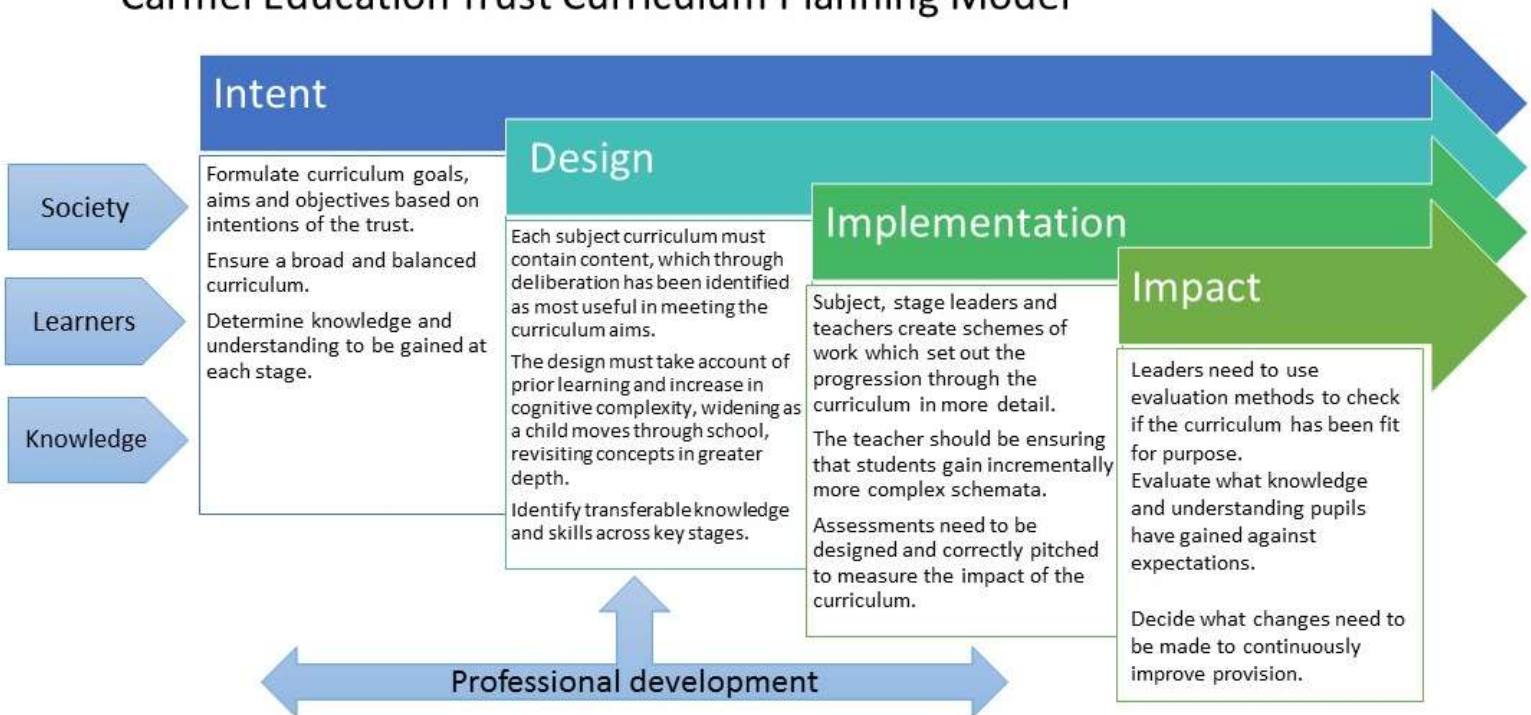 Carmel Education Trust Curriculum Planning Model
Intent
Society
Learners
Knowledge
Formulate curriculum goals,
aims and objectives based on
intentions of the trust.
Ensure a broad and balanced
curriculum.
Determine knowledge and
understanding to be gained at
each stage.
Design
Each subject curriculum must
contain content, which through
deliberation has been identified
as most useful in meeting the
curriculum aims.
The design must take account of
prior learning and increase in
cognitive complexity, widening as
a child moves through school,
revisiting concepts in greater
depth.
Identify transferable knowledge
and skills across key stages.
Implementation
Subject, stage leaders and
teachers create schemes of
work which set out the
progression through the
curriculum in more detail.
The teacher should be ensuring
that students gain incrementally
more complex schemata.
Assessments need to be
designed and correctly pitched
to measure the impact of the
curriculum.
Impact
Leaders need to use
evaluation methods to check
if the curriculum has been fit
for purpose.
Evaluate what knowledge
and understanding pupils
have gained against
expectations.
Decide what changes need to
be made to continuously
improve provision.
Professional development